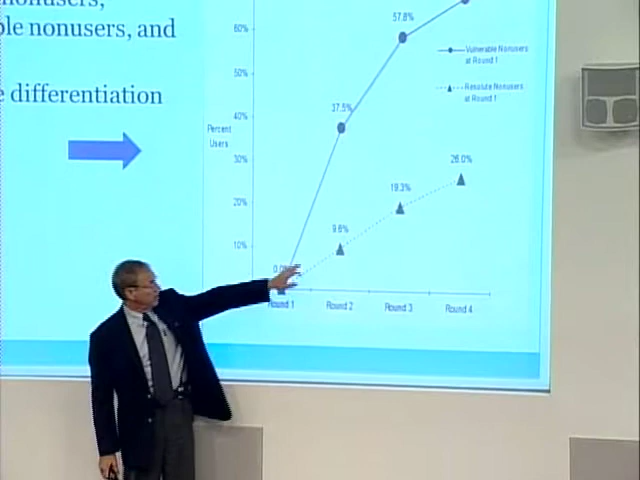 nonusers,
ble nonusers, and
e differentiation
60%
57.8%
Vulnerable Nonusers
at Round 1
50%
Resolute Nonusers
at Round 1
40%
37.5%
Percent
Users
30%
26.0%
20%
19.3%
10%
9.6%
Round 1
Round 2
Round 3
Round 4